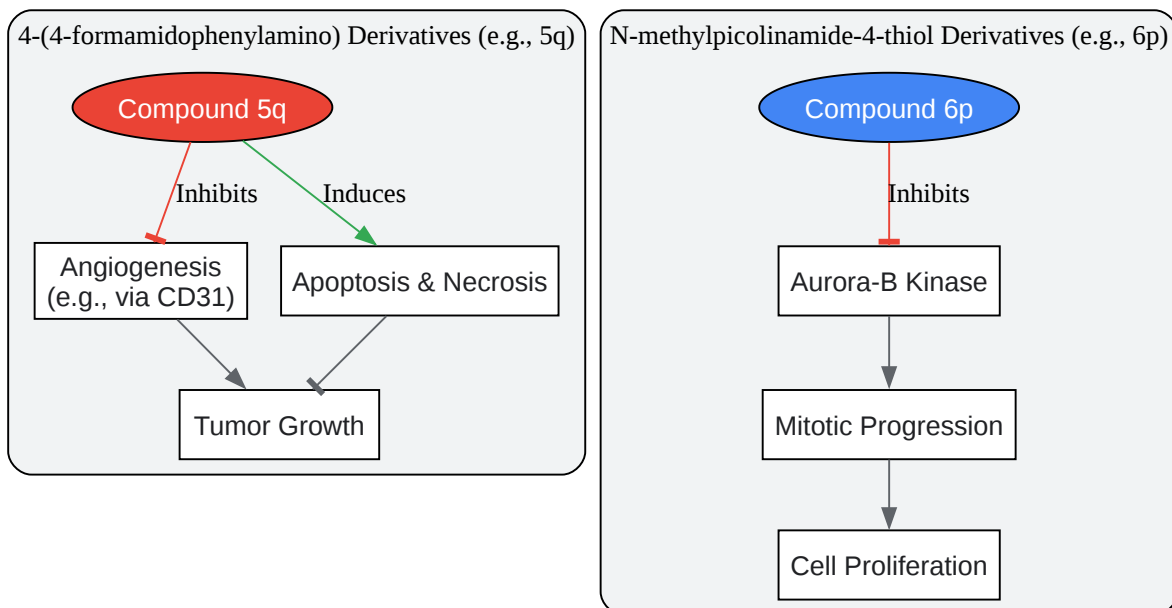 4-(4-formamidophenylamino) Derivatives (e.g., 5q)
Compound 5q
Inhibits
Induces
Angiogenesis
(e.g., via CD31)
Apoptosis & Necrosis
Tumor Growth
N-methylpicolinamide-4-thiol Derivatives (e.g., 6p)
Compound 6p
Inhibits
Aurora-B Kinase
Mitotic Progression
Cell Proliferation